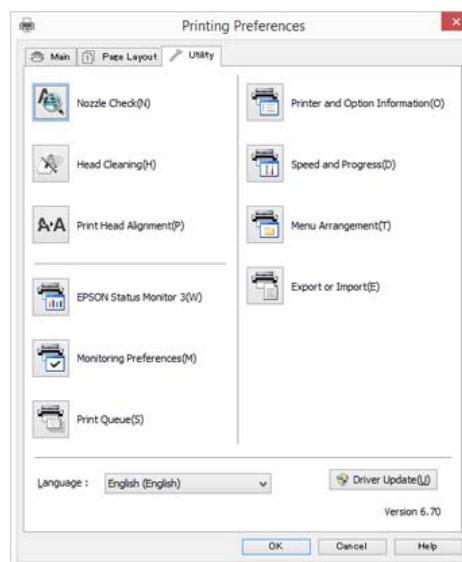 Printing Preferences
Main
Page Layout
Utility
Nozzle Check(N)
Printer and Option Information(O)
Head Cleaning(H)
Speed and Progress(D)
Print Head Alignment(P)
Menu Arrangement(T)
EPSON Status Monitor 3(W)
Export or Import(E)
Monitoring Preferences(M)
Print Queue(S)
Language :
English (English)
Driver Update(U)
Version 6.70
OK
Cancel
Help